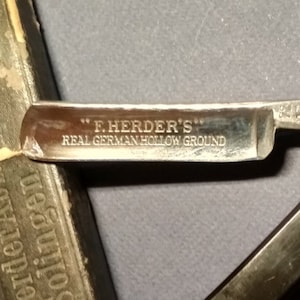 "F. HERDER'S"
REAL GERMAN HOLLOW GROUND
Solingen